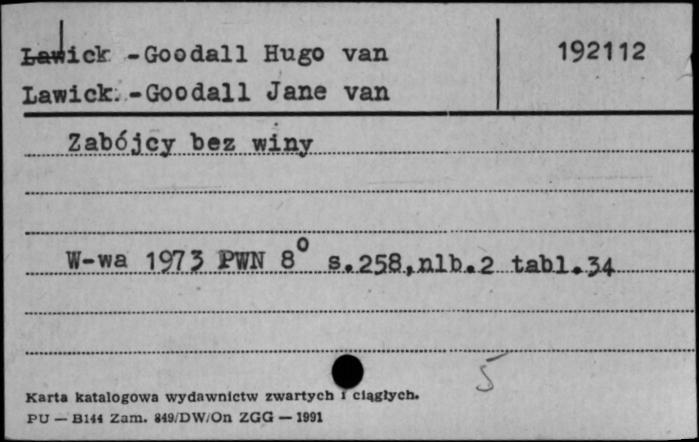 Lawick -Goodall Hugo van 192112
Lawick.-Goodall Jane van
Zabójcy bez winy
W-wa 1973 PWN 8° s.258,nlb.2 tabl.34
5
Karta katalogowa wydawnictw zwartych i ciągłych.
PU — B144 Zam. 849/DW/On ZGG — 1991